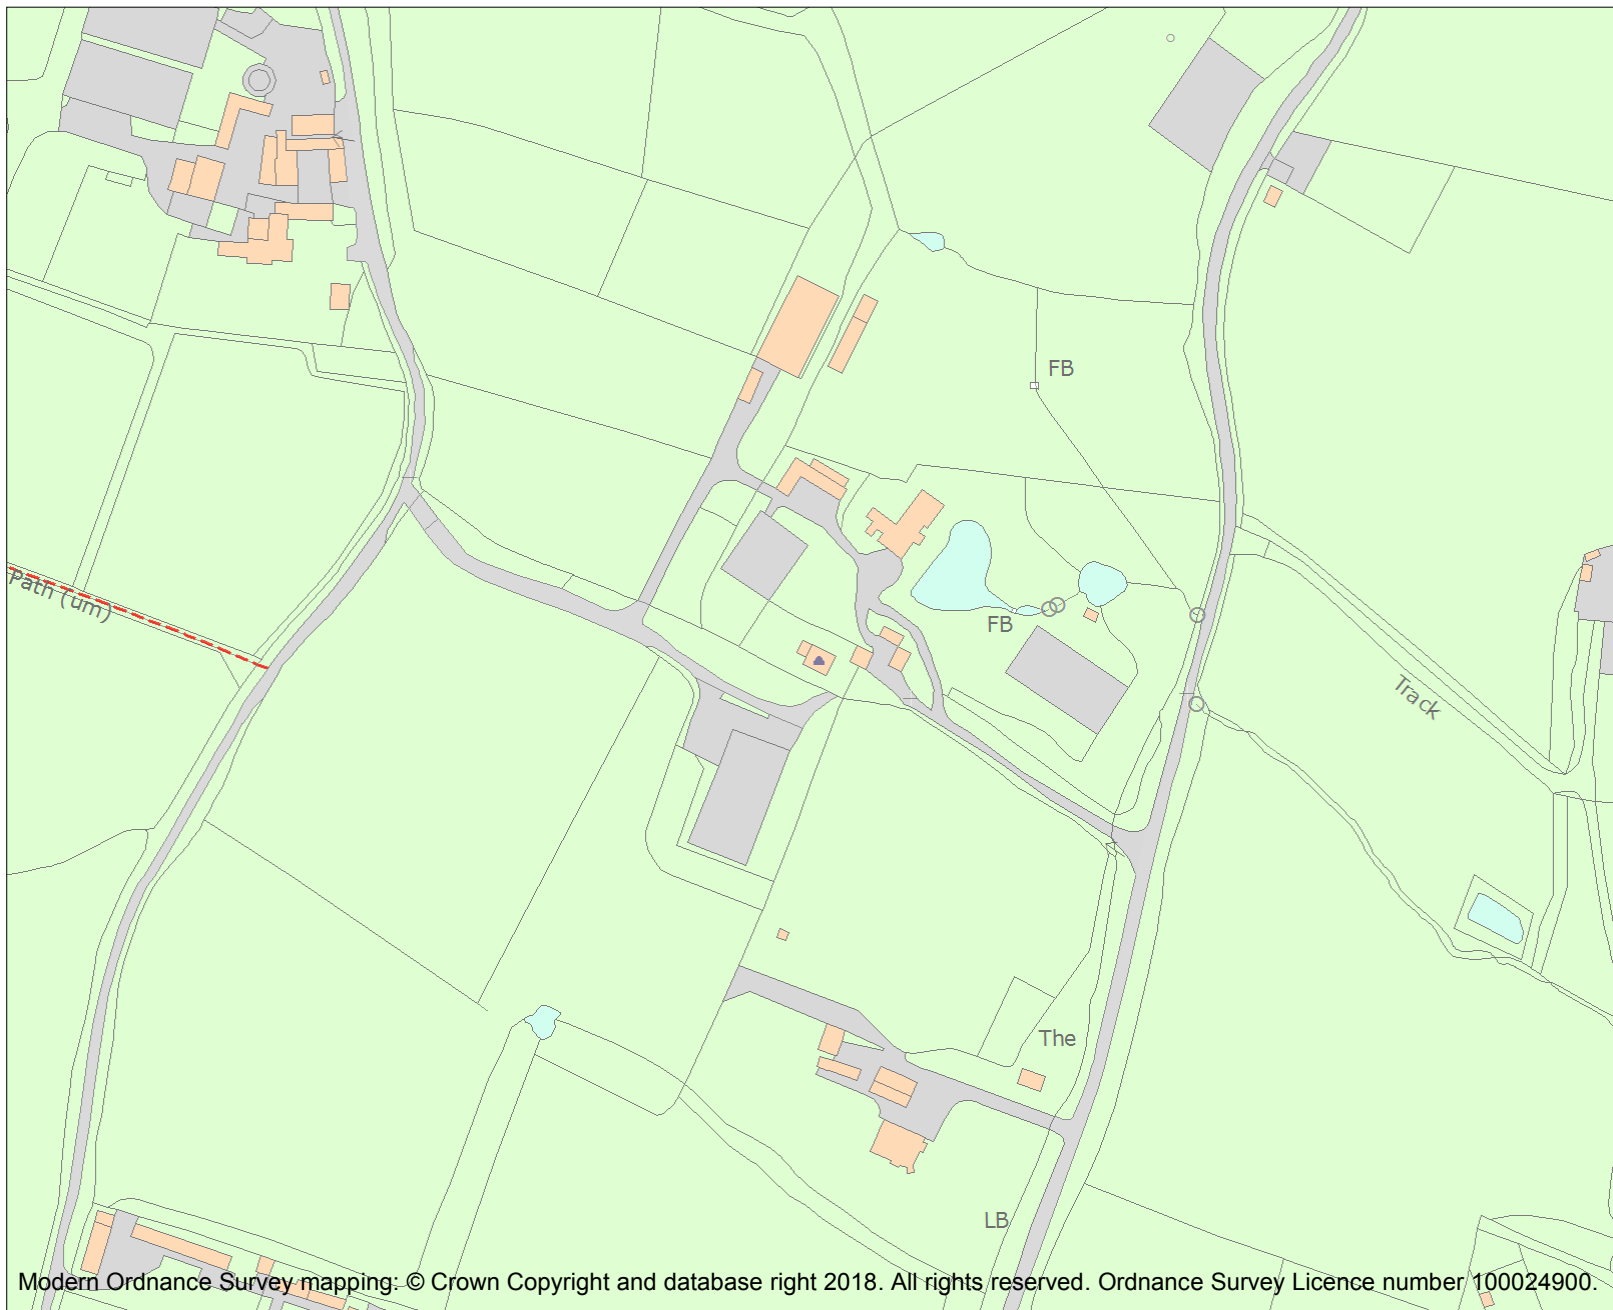 FB
Path (um)
FB
Track
The
LB
Modern Ordnance Survey mapping: © Crown Copyright and database right 2018. All rights reserved. Ordnance Survey Licence number 100024900.